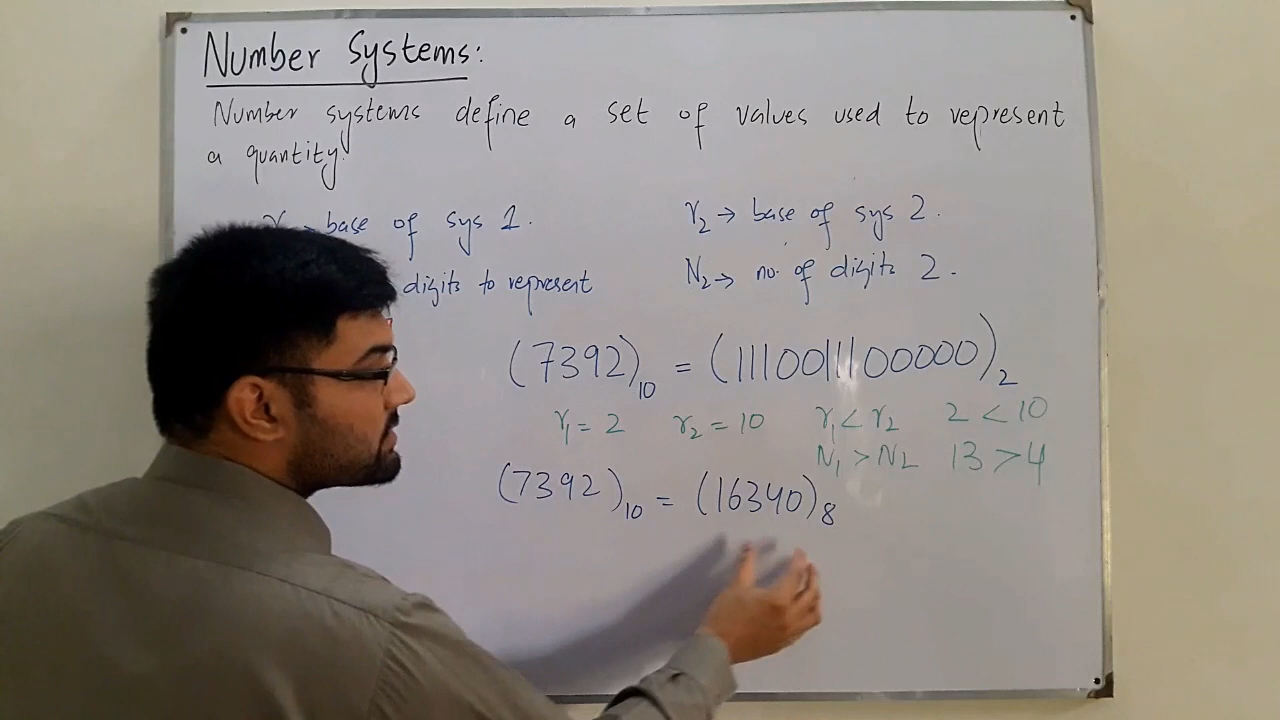 Number Systems:
Number systems define a set of values used to represent
a quantity.
→ base of sys 1.
r₂ → base of sys 2.
digits to represent
N₂ → no. of digits 2.
(7392)₁₀ = (1110011100000)₂
r₁ = 2 r₂ = 10 r₁ < r₂ 2 < 10
N₁ > N₂ 13 > 4
(7392)₁₀ = (16340)₈